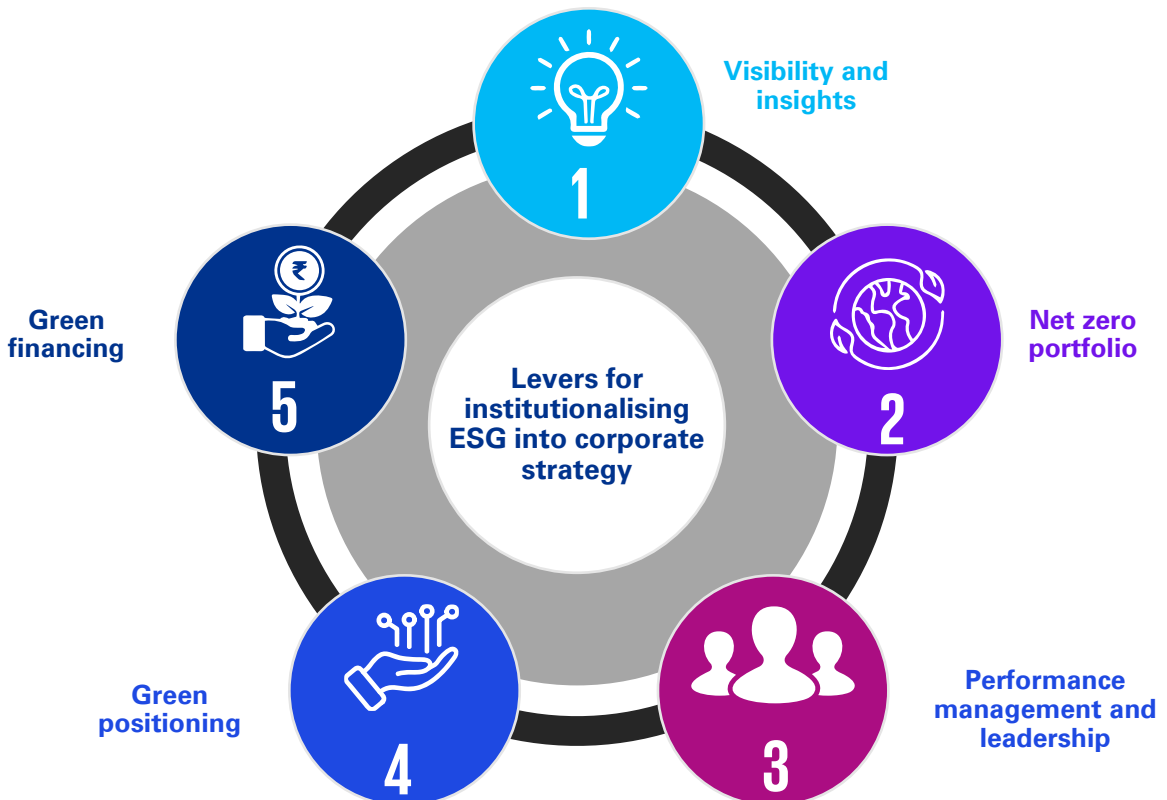 Visibility and
insights
1
Net zero
portfolio
2
Performance
management and
leadership
3
Green
positioning
4
Green
financing
₹
5
Levers for
institutionalising
ESG into corporate
strategy